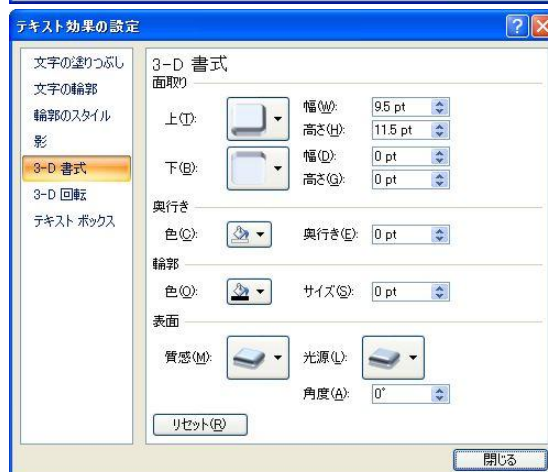 テキスト効果の設定
文字の塗りつぶし
文字の輪郭
輪郭のスタイル
影
3-D 書式
3-D 回転
テキスト ボックス
3-D 書式
面取り
上(T):
幅(W): 9.5 pt
高さ(H): 11.5 pt
下(B):
幅(D): 0 pt
高さ(G): 0 pt
奥行き
色(C):
奥行き(E): 0 pt
輪郭
色(O):
サイズ(S): 0 pt
表面
質感(M):
光源(L):
角度(A): 0°
リセット(R)
閉じる